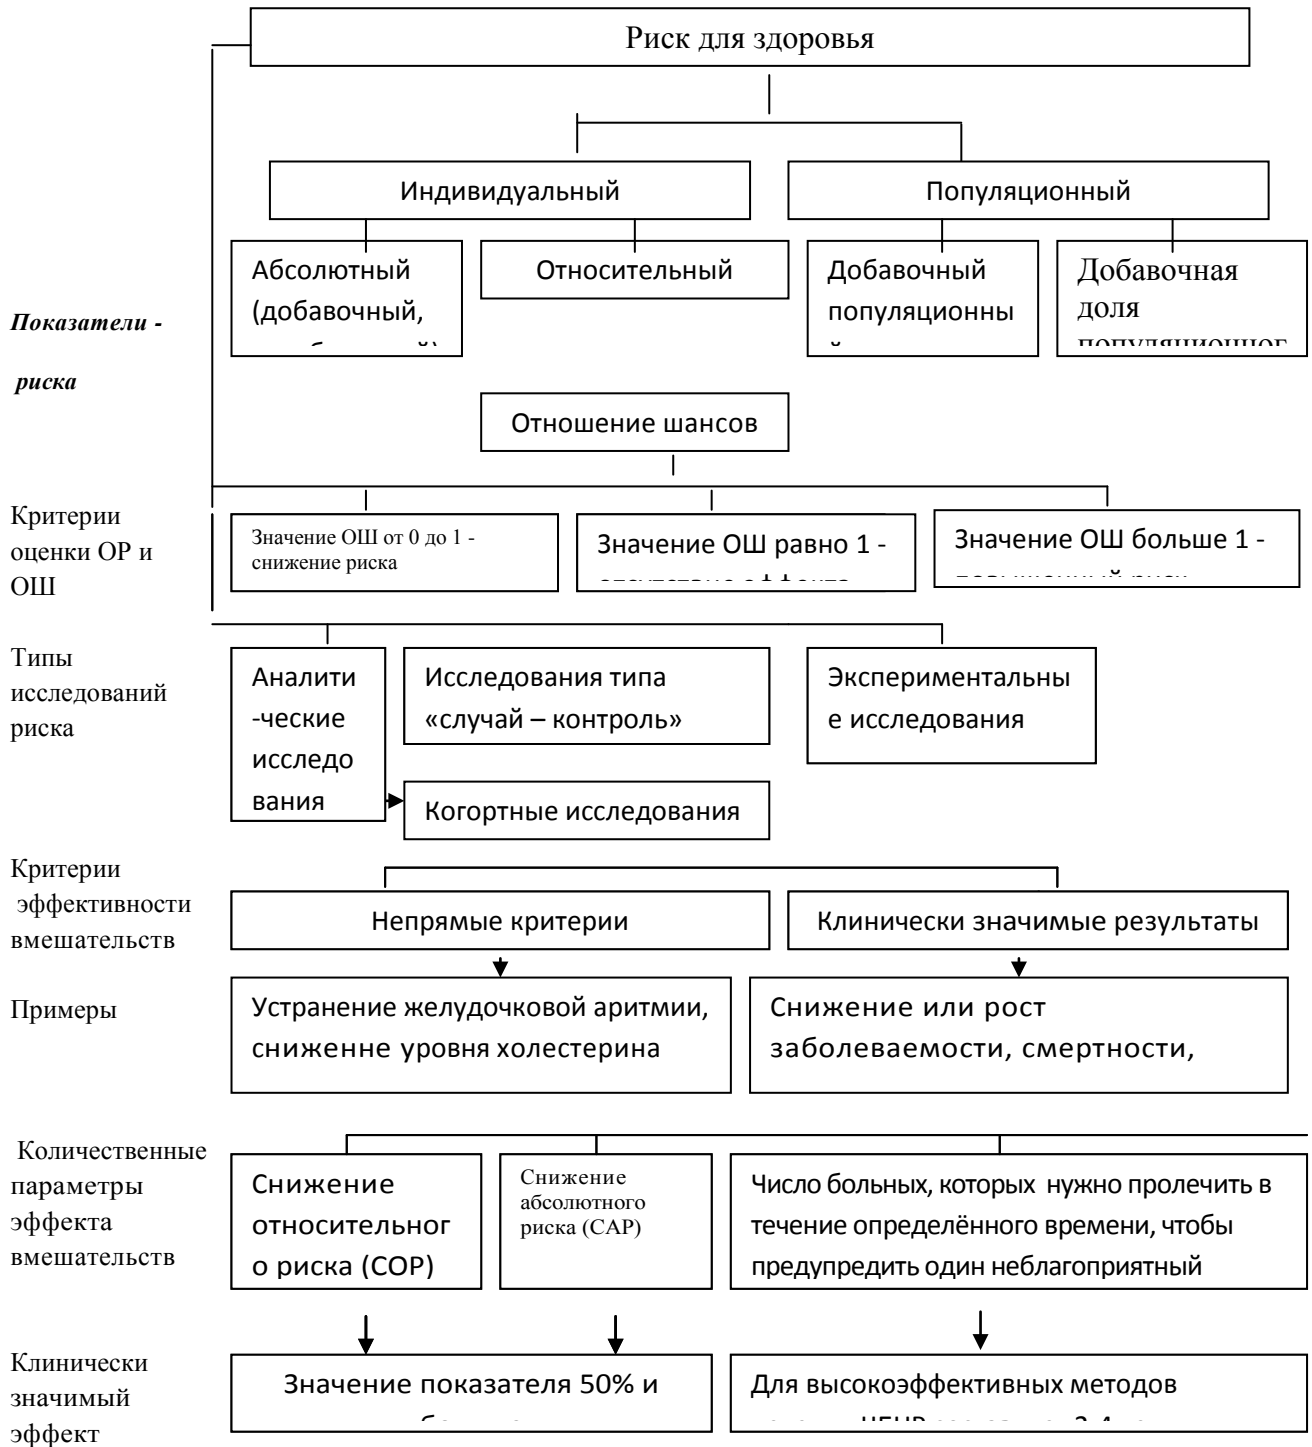 Риск для здоровья
Индивидуальный
Популяционный
Абсолютный
(добавочный,
Относительный
Добавочный
популяционны
й
Добавочная
доля
популяционног
Показатели -
риска
Отношение шансов
Критерии
оценки ОР и
ОШ
Значение ОШ от 0 до 1 -
снижение риска
Значение ОШ равно 1 -
отсутствие эффекта
Значение ОШ больше 1 -
повышенный риск
Типы
исследований
риска
Аналити
-ческие
исследо
вания
Исследования типа
«случай – контроль»
Когортные исследования
Экспериментальны
е исследования
Критерии
эффективности
вмешательств
Непрямые критерии
Клинически значимые результаты
Примеры
Устранение желудочковой аритмии,
сниженне уровня холестерина
Снижение или рост
заболеваемости, смертности,
Количественные
параметры
эффекта
вмешательств
Снижение
относительног
о риска (СОР)
Снижение
абсолютного
риска (САР)
Число больных, которых нужно пролечить в
течение определённого времени, чтобы
предупредить один неблагоприятный
Клинически
значимый
эффект
Значение показателя 50% и
Для высокоэффективных методов